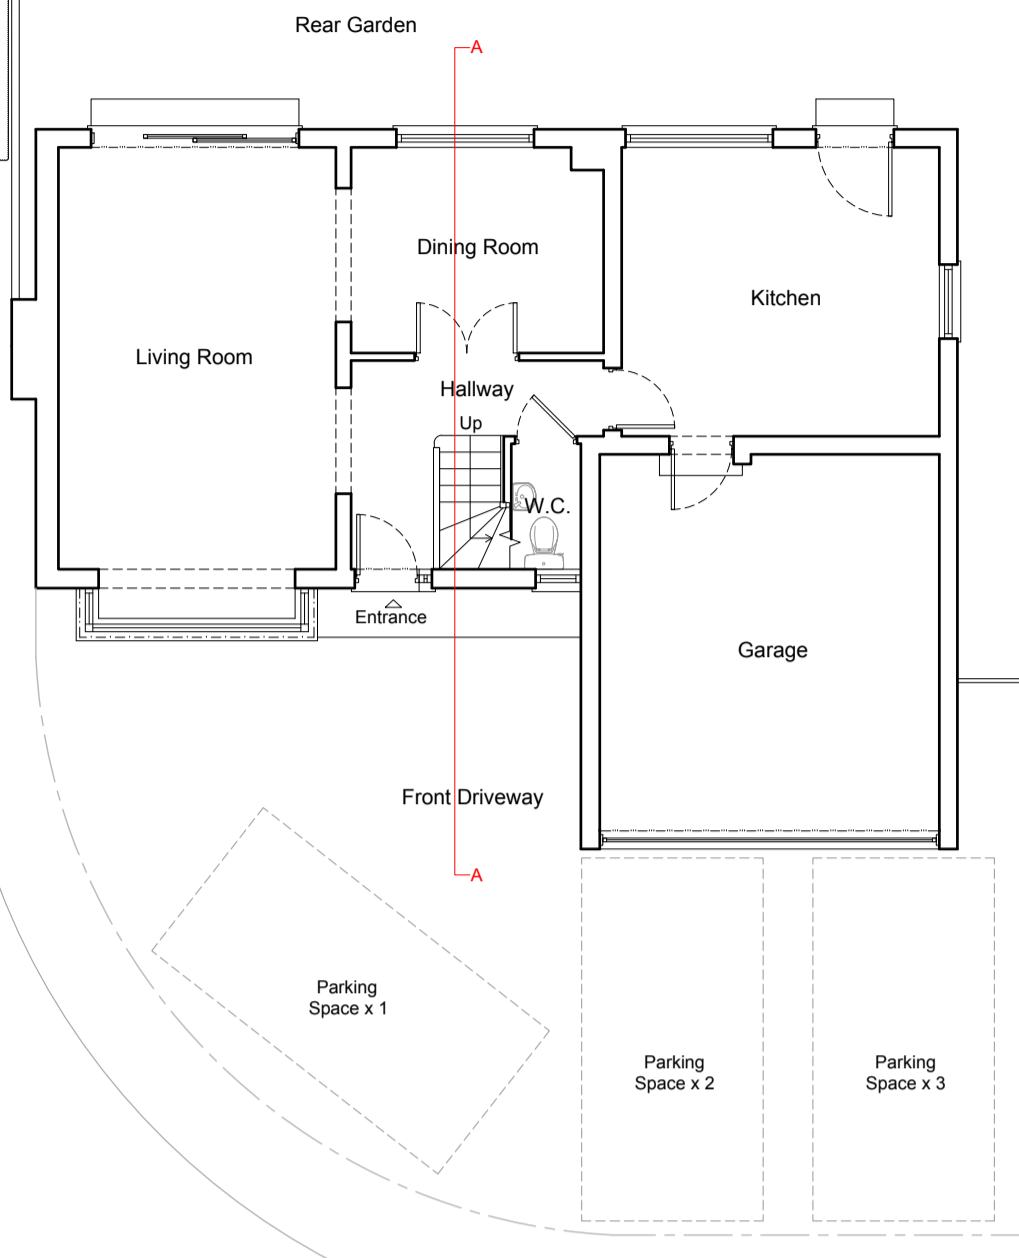 Rear Garden
A
Dining Room
Kitchen
Living Room
Hallway
Up
W.C.
Entrance
Garage
Front Driveway
A
Parking
Space x 1
Parking
Space x 2
Parking
Space x 3